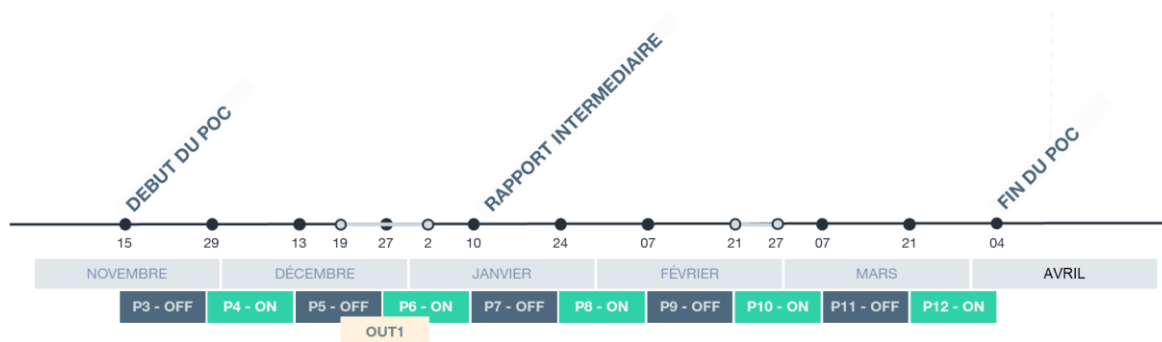 DEBUT DU POC
RAPPORT INTERMEDIAIRE
FIN DU POC
15 29 13 19 27 2 10 24 07 21 27 07 21 04
NOVEMBRE DÉCEMBRE JANVIER FÉVRIER MARS AVRIL
P3 - OFF P4 - ON P5 - OFF P6 - ON P7 - OFF P8 - ON P9 - OFF P10 - ON P11 - OFF P12 - ON
OUT1